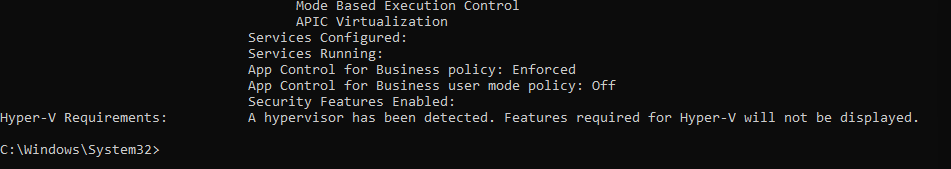 Mode Based Execution Control
APIC Virtualization
Services Configured:
Services Running:
App Control for Business policy: Enforced
App Control for Business user mode policy: Off
Security Features Enabled:
Hyper-V Requirements: A hypervisor has been detected. Features required for Hyper-V will not be displayed.
C:\Windows\System32>